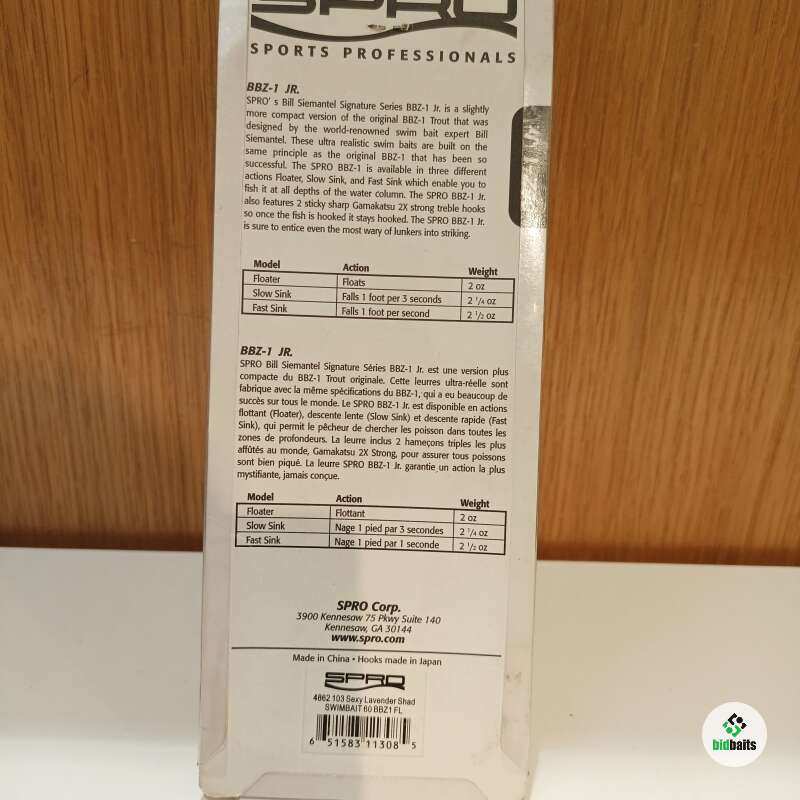 SPRO
SPORTS PROFESSIONALS
BBZ-1 JR.
SPRO' s Bill Siemantel Signature Series BBZ-1 Jr. is a slightly
more compact version of the original BBZ-1 Trout that was
designed by the world-renowned swim bait expert Bill
Siemantel. These ultra realistic swim baits are built on the
same principle as the original BBZ-1 that has been so
successful. The SPRO BBZ-1 is available in three different
actions Floater, Slow Sink, and Fast Sink which enable you to
fish it at all depths of the water column. The SPRO BBZ-1 Jr.
also features 2 sticky sharp Gamakatsu 2X strong treble hooks
so once the fish is hooked it stays hooked. The SPRO BBZ-1 Jr.
is sure to entice even the most wary of lunkers into striking.
Model Action Weight
Floater Floats 2 oz
Slow Sink Falls 1 foot per 3 seconds 2 1/4 oz
Fast Sink Falls 1 foot per second 2 1/2 oz
BBZ-1 JR.
SPRO Bill Siemantel Signature Séries BBZ-1 Jr. est une version plus
compacte du BBZ-1 Trout originale. Cette leurres ultra-réelle sont
fabrique avec la même spécifications du BBZ-1, qui a eu beaucoup de
succès sur tous le monde. Le SPRO BBZ-1 Jr. est disponible en actions
flottant (Floater), descente lente (Slow Sink) et descente rapide (Fast
Sink), qui permit le pêcheur de chercher les poisson dans toutes les
zones de profondeurs. La leurre inclus 2 hameçons triples les plus
affûtés au monde, Gamakatsu 2X Strong, pour assurer tous poissons
sont bien piqué. La leurre SPRO BBZ-1 Jr. garantie un action la plus
mystifiante, jamais conçue.
Model Action Weight
Floater Flottant 2 oz
Slow Sink Nage 1 pied par 3 secondes 2 1/4 oz
Fast Sink Nage 1 pied par 1 seconde 2 1/2 oz
SPRO Corp.
3900 Kennesaw 75 Pkwy Suite 140
Kennesaw, GA 30144
www.spro.com
Made in China • Hooks made in Japan
SPRO
4862 103 Sexy Lavender Shad
SWIMBAIT 60 BBZ1 FL
6 51583 11308 5
bidbaits